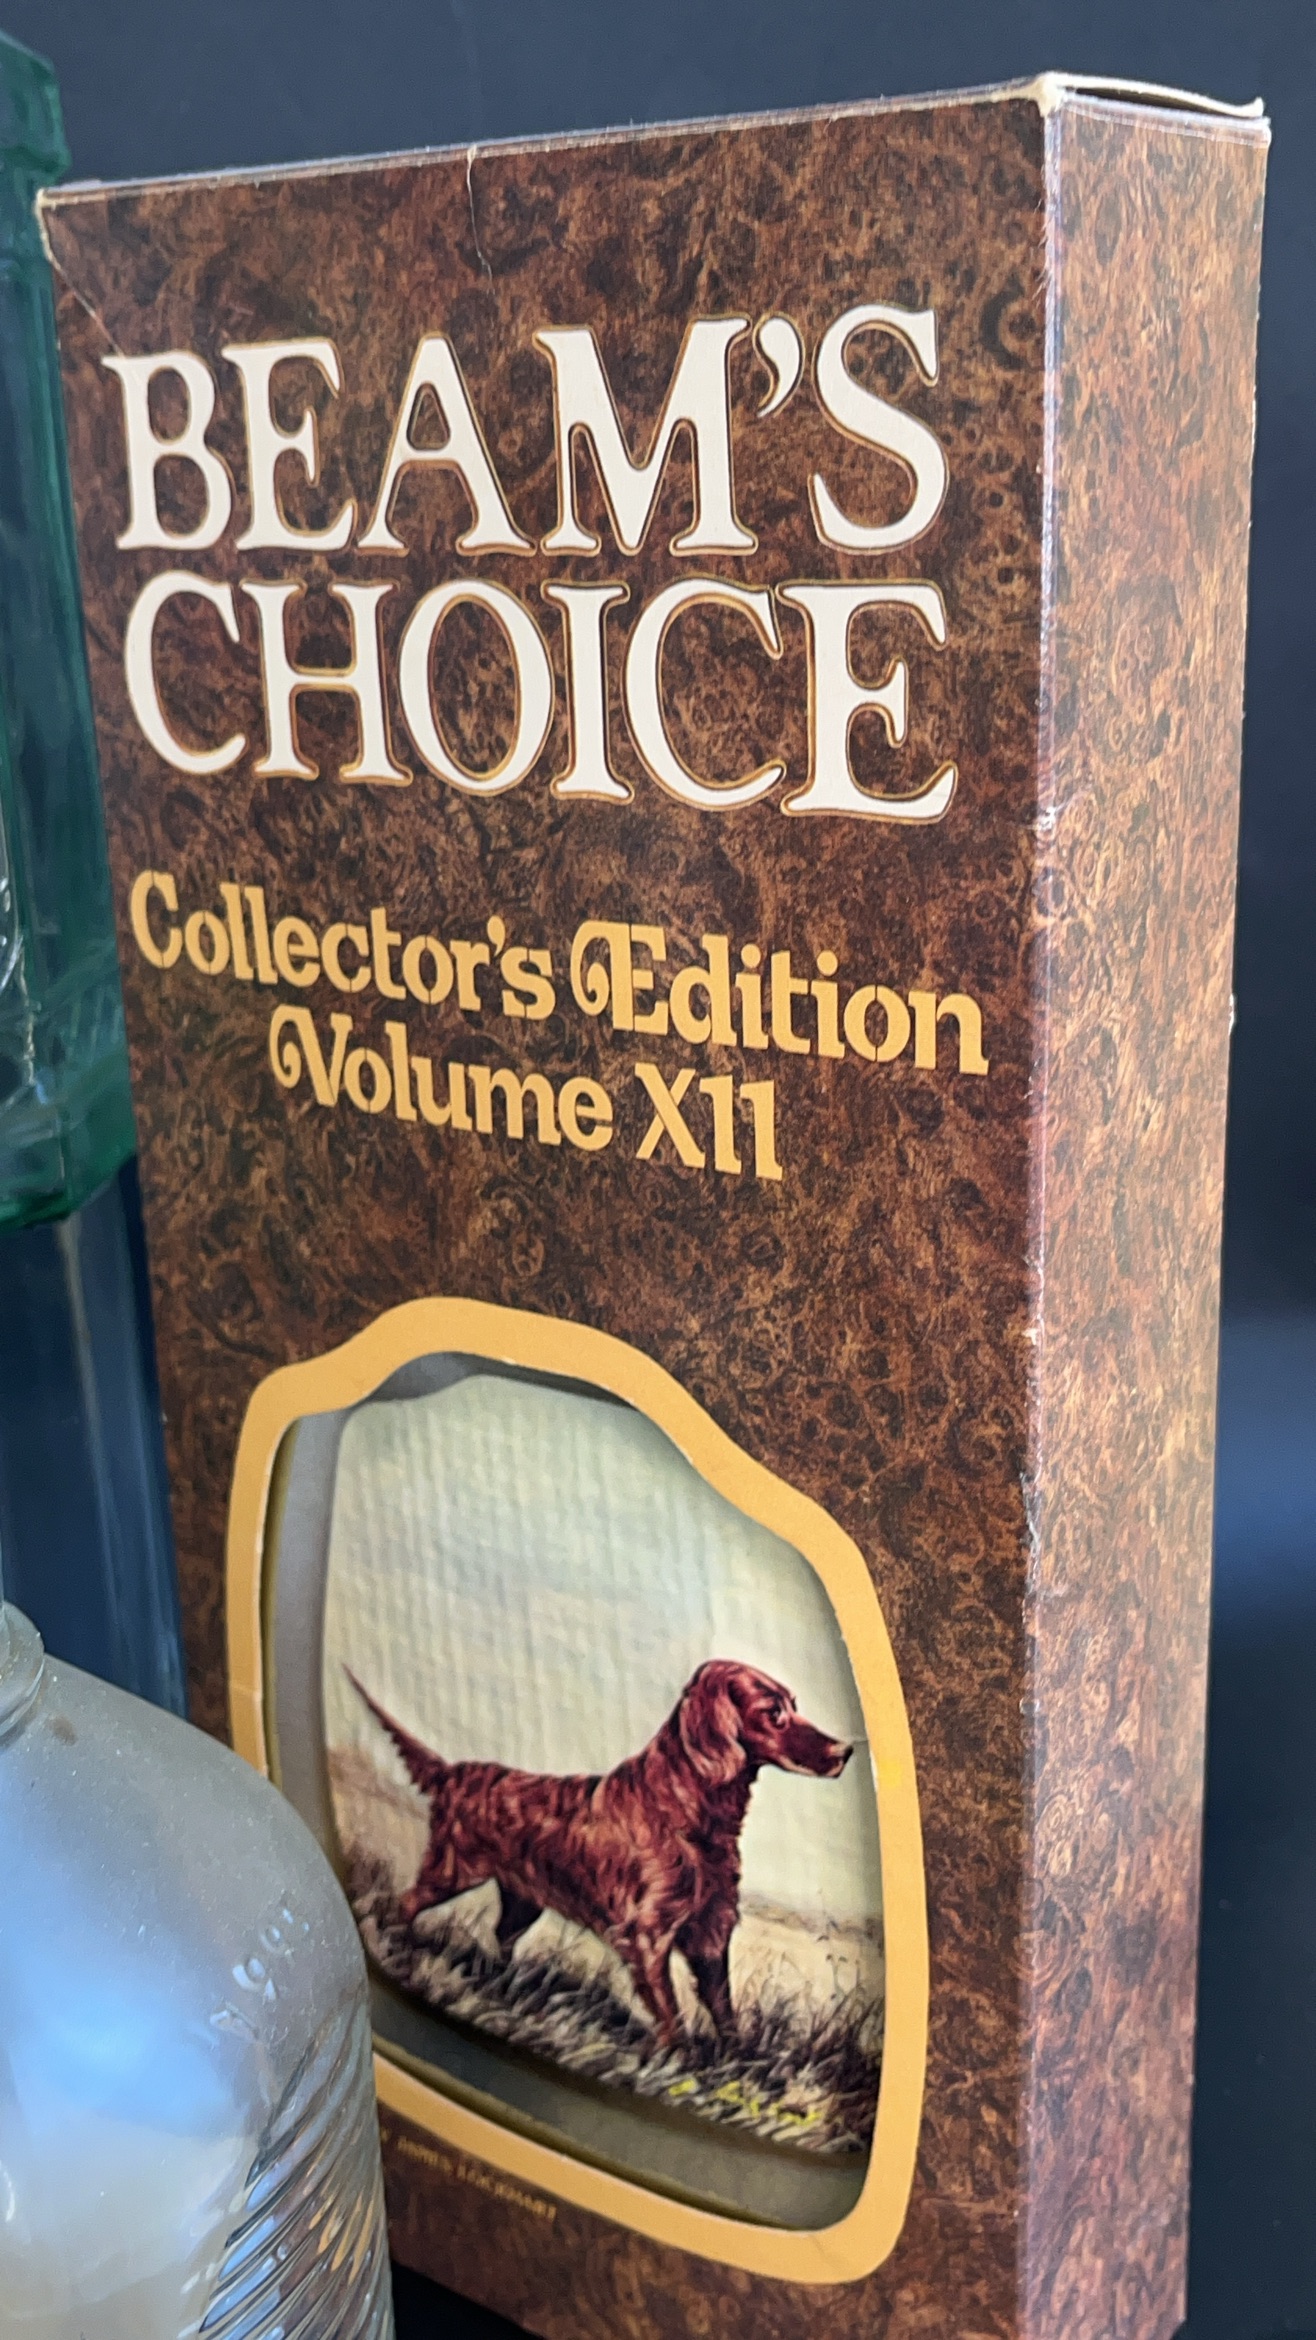 BEAM'S
CHOICE
Collector's Edition
Volume X11